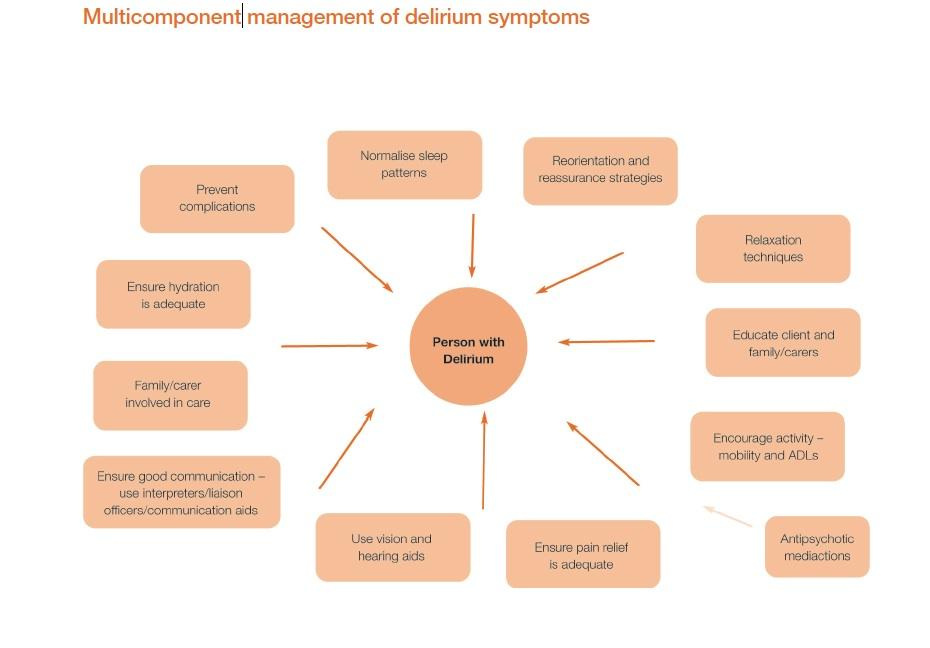 Multicomponent management of delirium symptoms
Normalise sleep
patterns
Reorientation and
reassurance strategies
Prevent
complications
Relaxation
techniques
Ensure hydration
is adequate
Person with
Delirium
Educate client and
family/carers
Family/carer
involved in care
Encourage activity –
mobility and ADLs
Ensure good communication –
use interpreters/liaison
officers/communication aids
Use vision and
hearing aids
Ensure pain relief
is adequate
Antipsychotic
mediactions